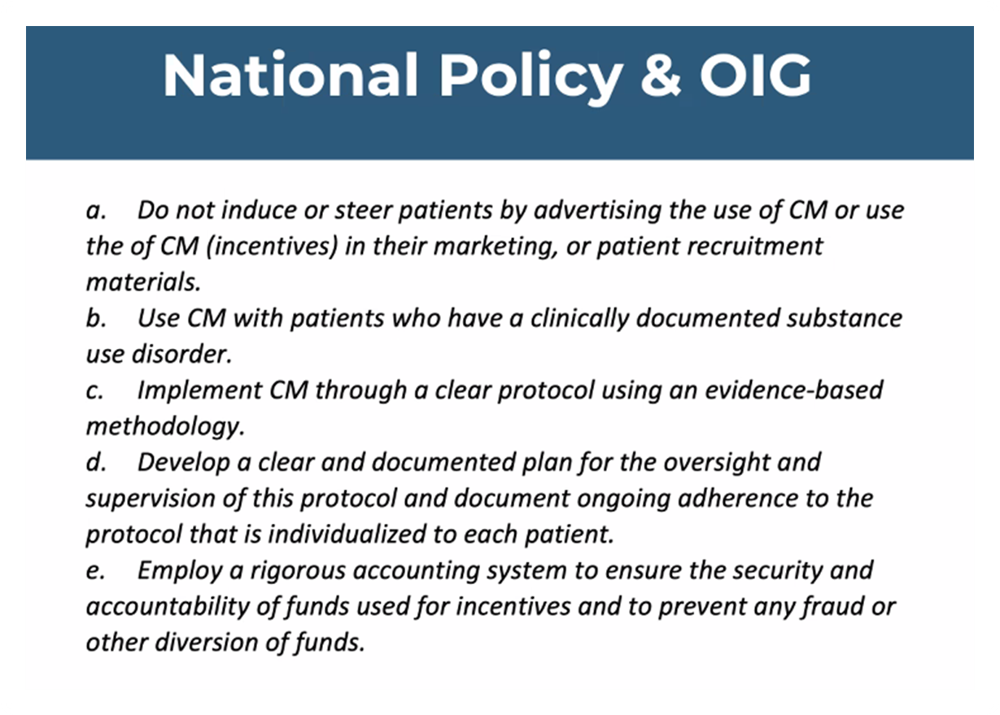 National Policy & OIG
a. Do not induce or steer patients by advertising the use of CM or use
the of CM (incentives) in their marketing, or patient recruitment
materials.
b. Use CM with patients who have a clinically documented substance
use disorder.
c. Implement CM through a clear protocol using an evidence-based
methodology.
d. Develop a clear and documented plan for the oversight and
supervision of this protocol and document ongoing adherence to the
protocol that is individualized to each patient.
e. Employ a rigorous accounting system to ensure the security and
accountability of funds used for incentives and to prevent any fraud or
other diversion of funds.